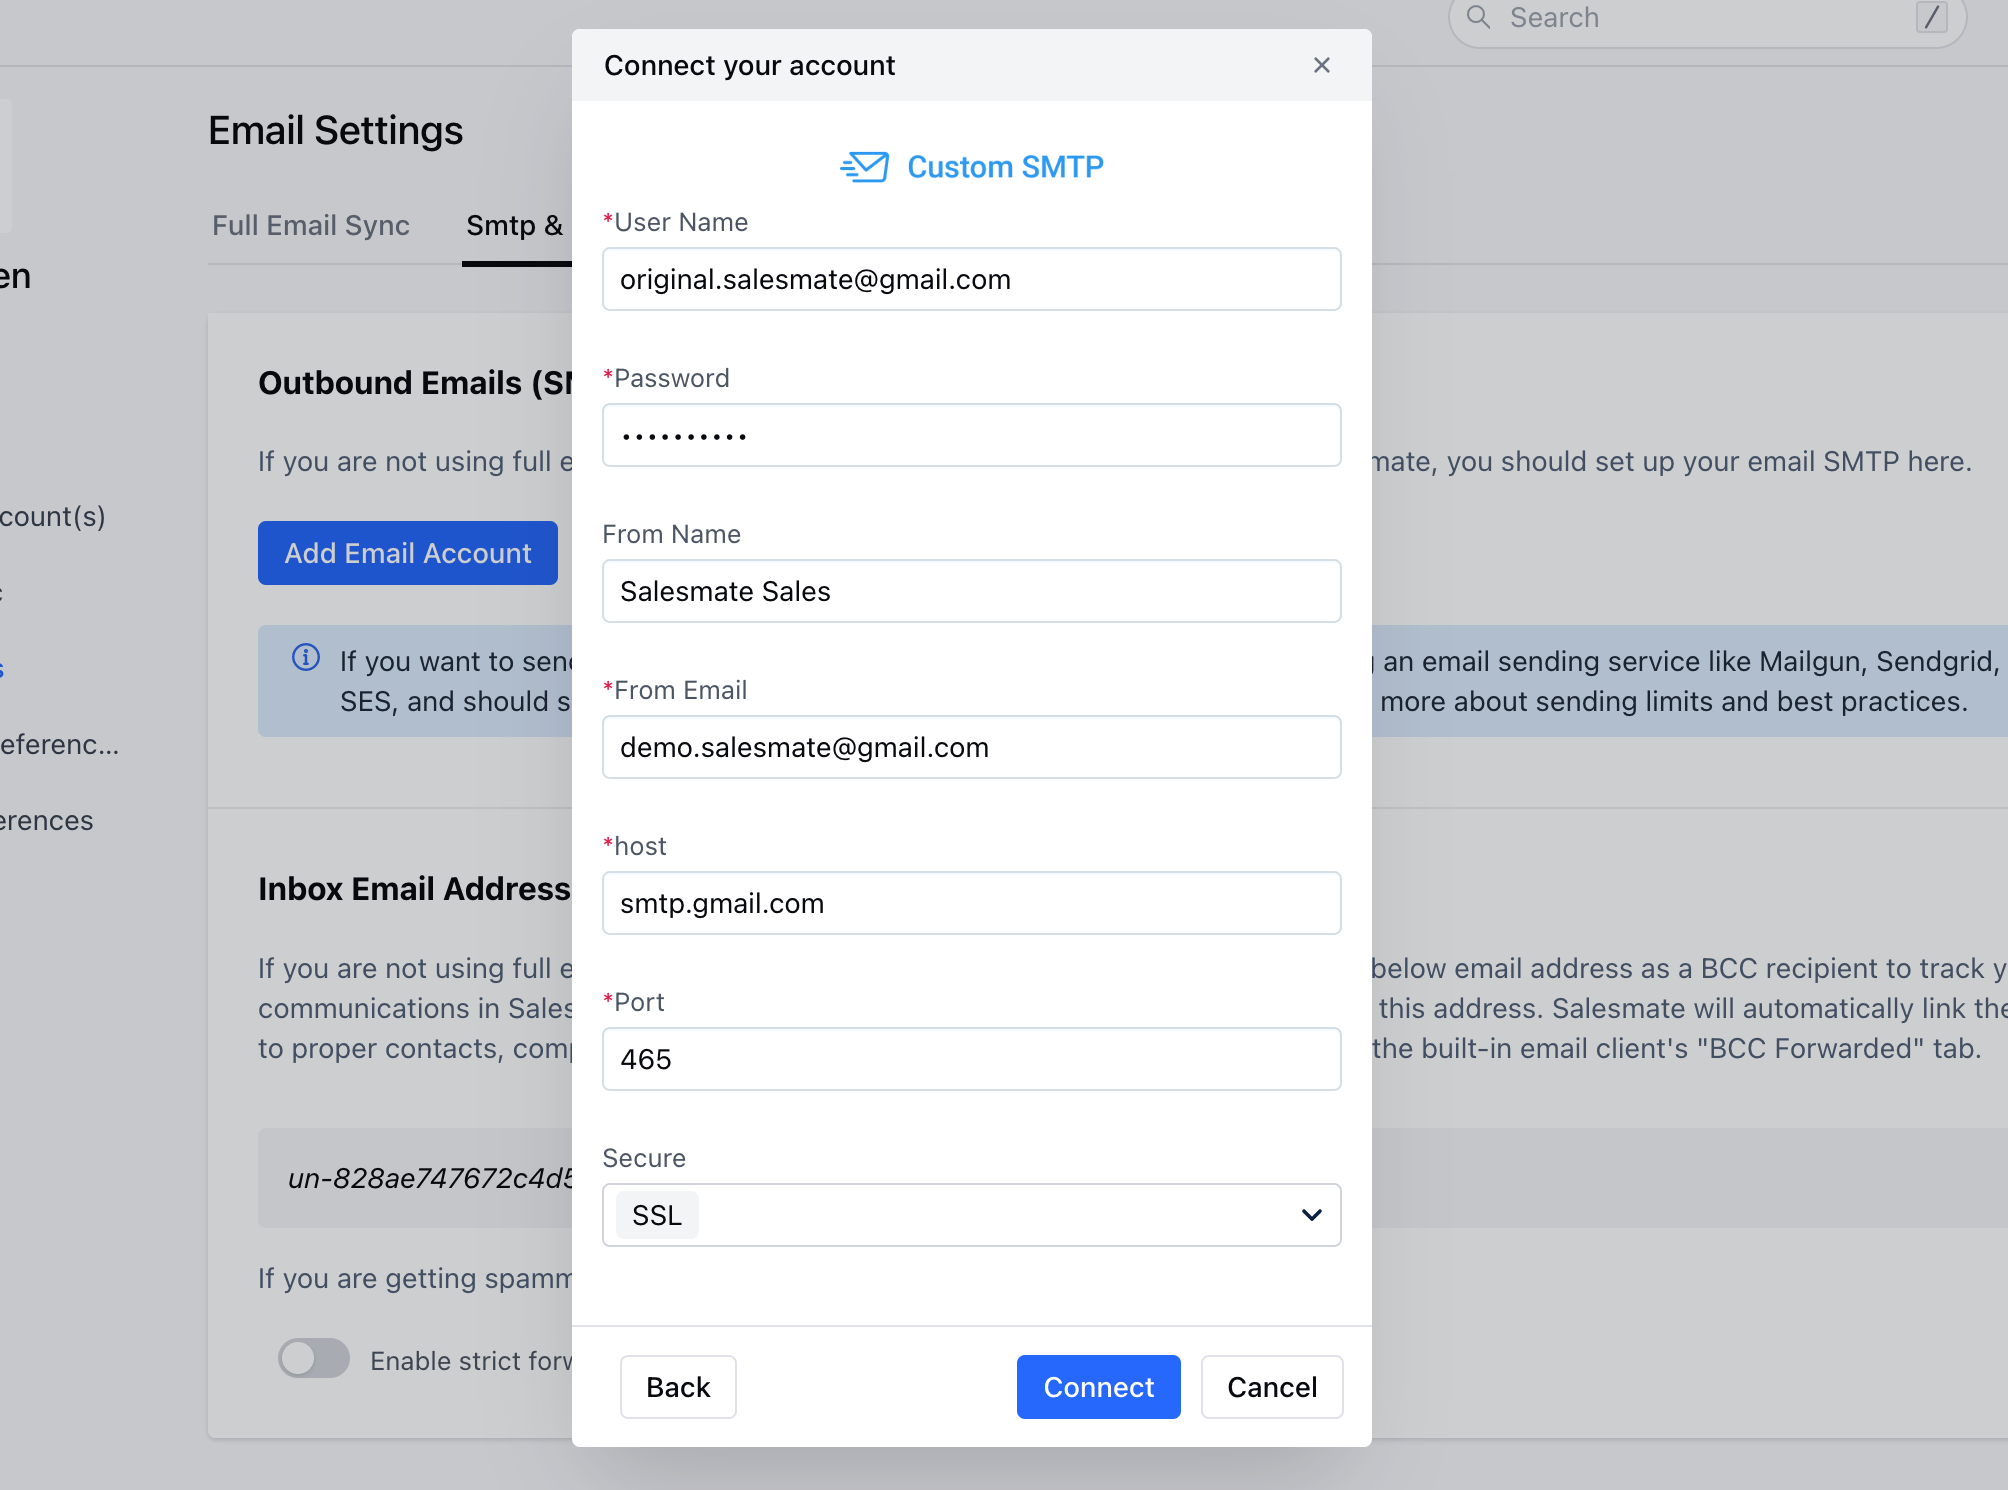 Search
/
Connect your account
Email Settings
Custom SMTP
Full Email Sync
Smtp &
*User Name
original.salesmate@gmail.com
en
*Password
••••••••••
Outbound Emails (SM
If you are not using full e
mate, you should set up your email SMTP here.
count(s)
Add Email Account
From Name
Salesmate Sales
If you want to send
an email sending service like Mailgun, Sendgrid,
SES, and should s
more about sending limits and best practices.
*From Email
demo.salesmate@gmail.com
eferenc...
erences
*host
smtp.gmail.com
Inbox Email Address
If you are not using full e
below email address as a BCC recipient to track y
communications in Sales
this address. Salesmate will automatically link the
to proper contacts, comp
the built-in email client's "BCC Forwarded" tab.
*Port
465
Secure
SSL
un-828ae747672c4d5
If you are getting spamm
Enable strict forw
Back
Connect
Cancel